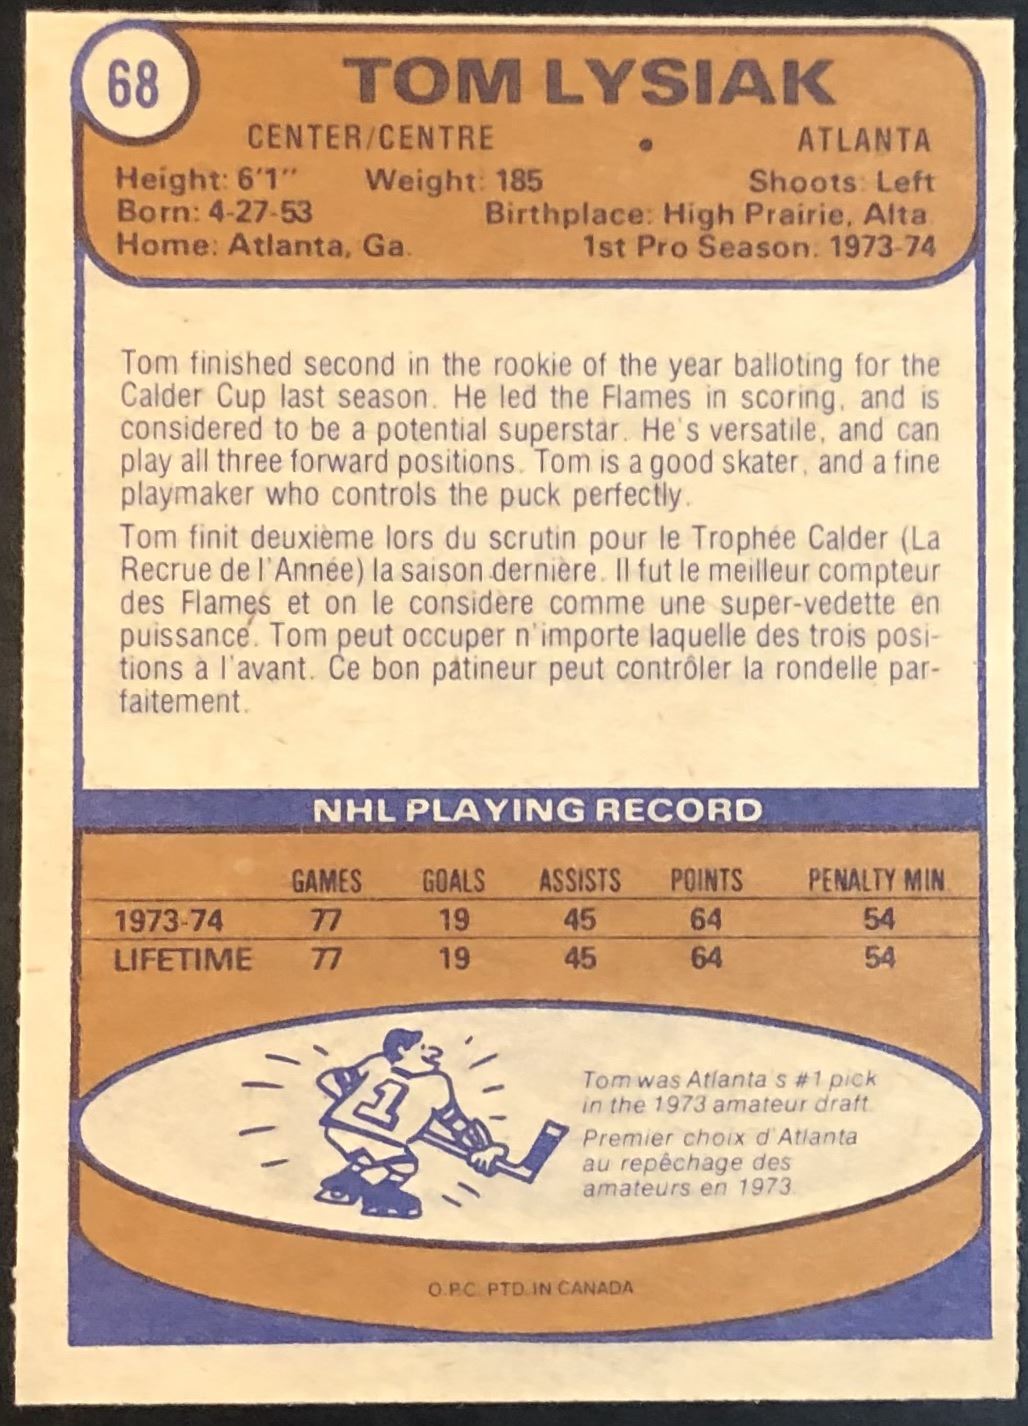 68
TOM LYSIAK
CENTER/CENTRE • ATLANTA
Height: 6'1" Weight: 185 Shoots: Left
Born: 4-27-53 Birthplace: High Prairie, Alta.
Home: Atlanta, Ga. 1st Pro Season: 1973-74
Tom finished second in the rookie of the year balloting for the
Calder Cup last season. He led the Flames in scoring, and is
considered to be a potential superstar. He's versatile, and can
play all three forward positions. Tom is a good skater, and a fine
playmaker who controls the puck perfectly.
Tom finit deuxième lors du scrutin pour le Trophée Calder (La
Recrue de l'Année) la saison dernière. Il fut le meilleur compteur
des Flames et on le considère comme une super-vedette en
puissance. Tom peut occuper n'importe laquelle des trois posi-
tions à l'avant. Ce bon patineur peut contrôler la rondelle par-
faitement.
NHL PLAYING RECORD
GAMES GOALS ASSISTS POINTS PENALTY MIN.
1973-74 77 19 45 64 54
LIFETIME 77 19 45 64 54
1
Tom was Atlanta's #1 pick
in the 1973 amateur draft.
Premier choix d'Atlanta
au repêchage des
amateurs en 1973.
O.P.C. PTD. IN CANADA